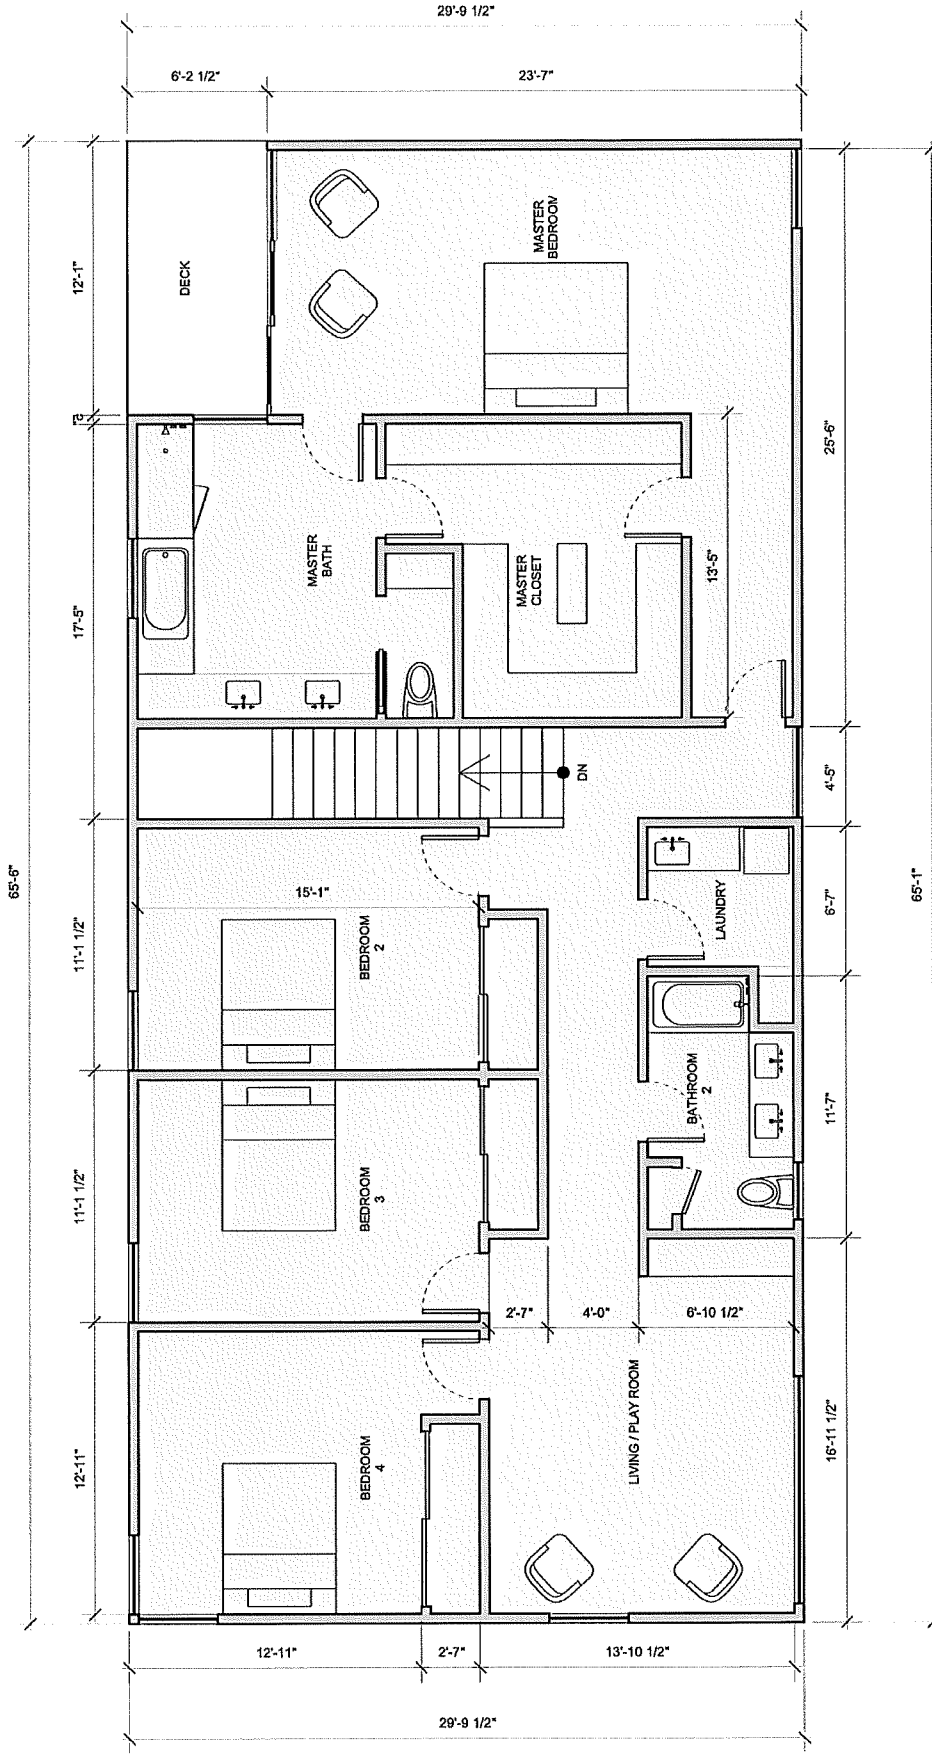 29'-9 1/2"
6'-2 1/2"
23'-7"
12'-1"
DECK
MASTER
BEDROOM
25'-6"
17'-5"
MASTER
BATH
MASTER
CLOSET
13'-5"
DN
4'-5"
65'-6"
65'-1"
15'-1"
11'-1 1/2"
BEDROOM
2
LAUNDRY
6'-7"
BATHROOM
2
11'-7"
11'-1 1/2"
BEDROOM
3
2'-7"
4'-0"
6'-10 1/2"
12'-11"
BEDROOM
4
LIVING / PLAY ROOM
16'-11 1/2"
12'-11"
2'-7"
13'-10 1/2"
29'-9 1/2"